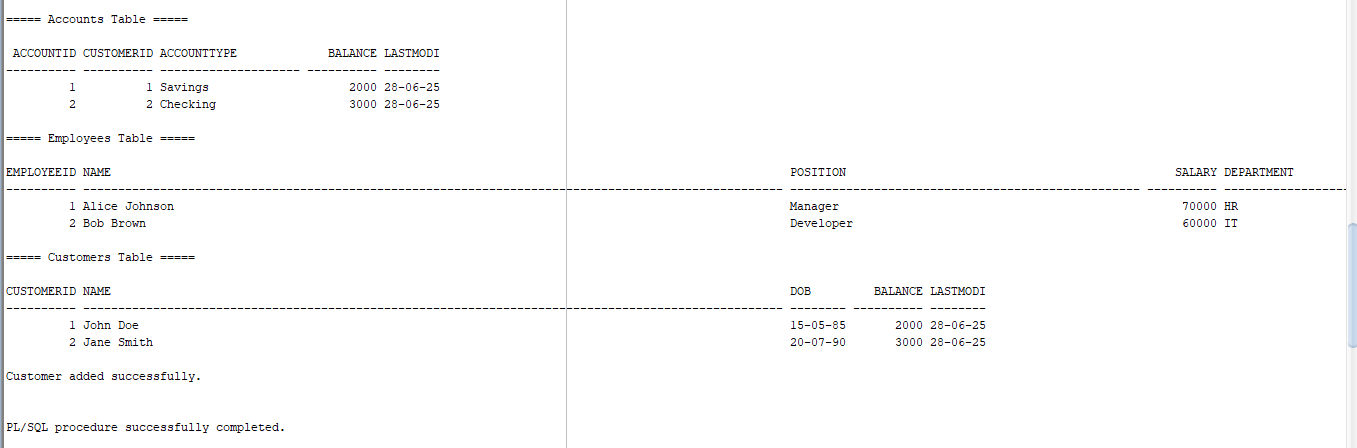 ===== Accounts Table =====
 ACCOUNTID CUSTOMERID ACCOUNTTYPE             BALANCE LASTMODI
---------- ---------- -------------------- ---------- --------
         1          1 Savings                    2000 28-06-25
         2          2 Checking                   3000 28-06-25
===== Employees Table =====
EMPLOYEEID NAME POSITION SALARY DEPARTMENT
1 Alice Johnson Manager 70000 HR
2 Bob Brown Developer 60000 IT
===== Customers Table =====
CUSTOMERID NAME DOB BALANCE LASTMODI
1 John Doe 15-05-85 2000 28-06-25
2 Jane Smith 20-07-90 3000 28-06-25
Customer added successfully.
PL/SQL procedure successfully completed.